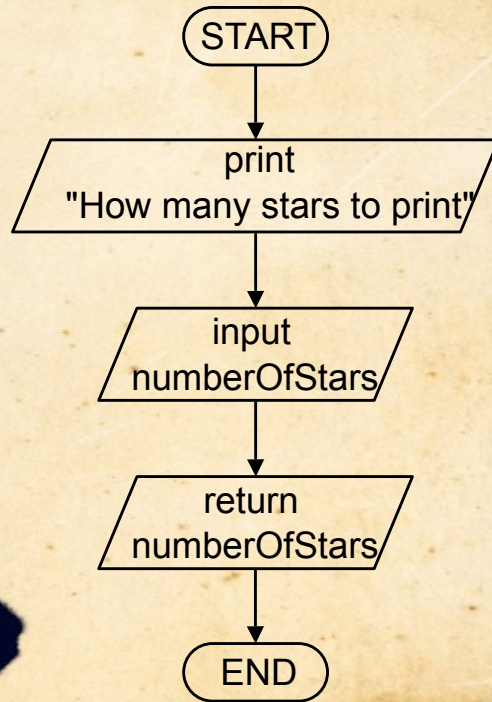 START
print
"How many stars to print"
input
numberOfStars
return
numberOfStars
END